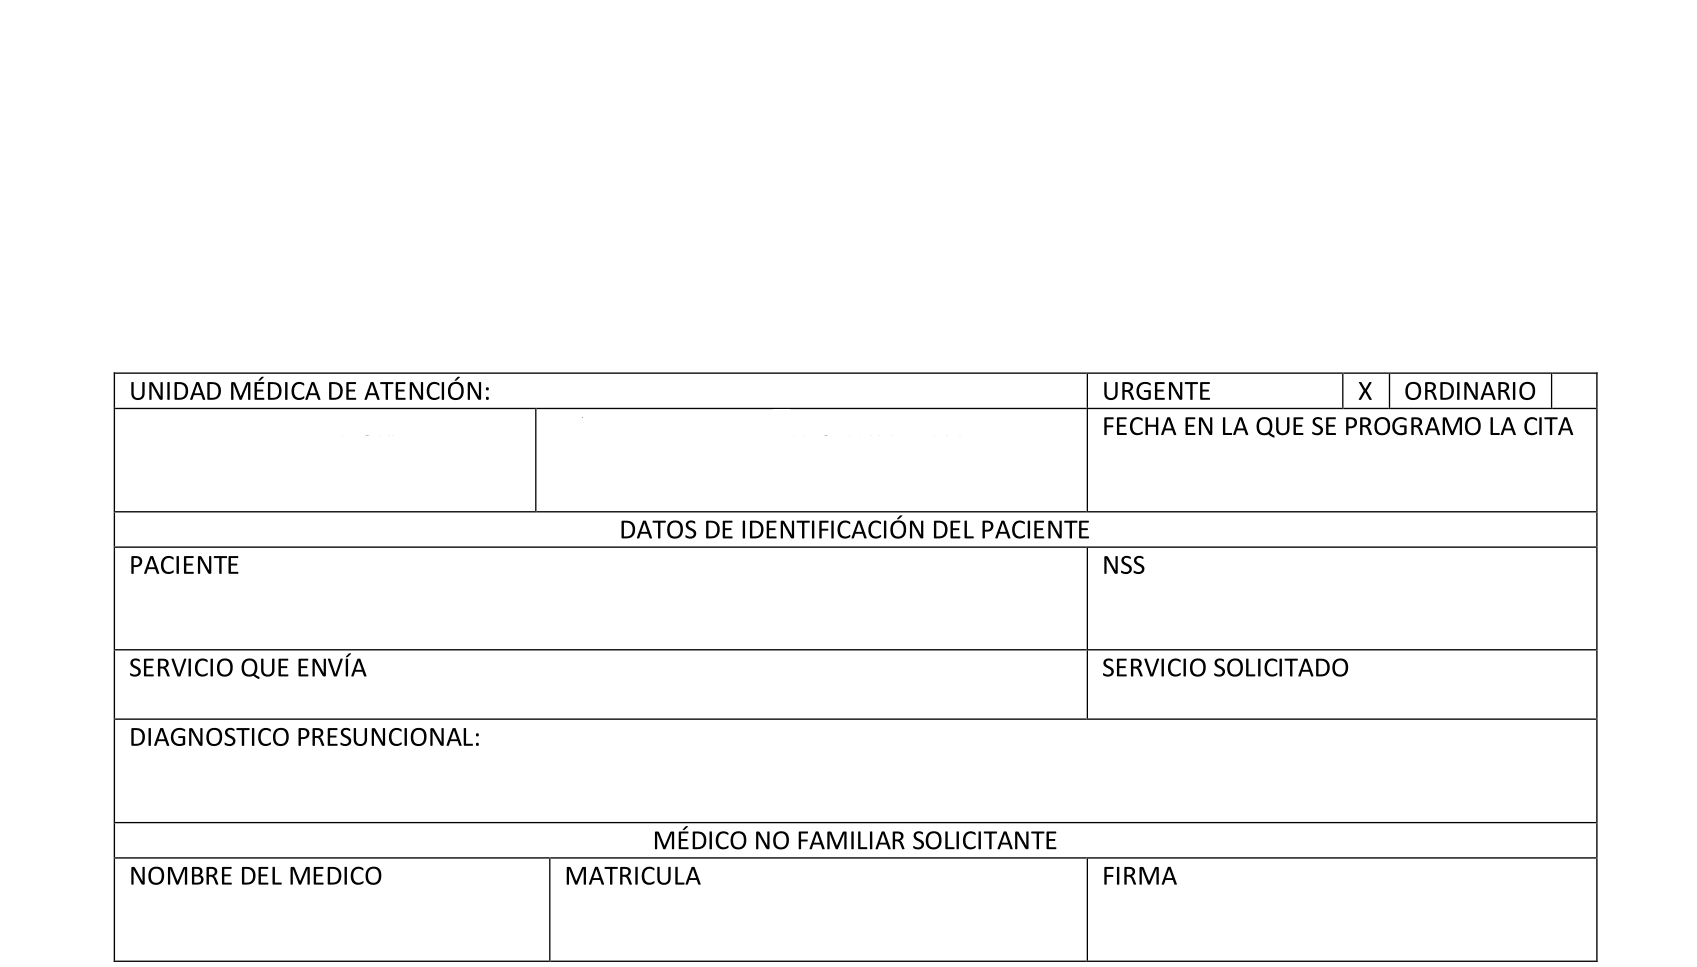 UNIDAD MÉDICA DE ATENCIÓN:
URGENTE X ORDINARIO
FECHA EN LA QUE SE PROGRAMO LA CITA
DATOS DE IDENTIFICACIÓN DEL PACIENTE
PACIENTE
NSS
SERVICIO QUE ENVÍA
SERVICIO SOLICITADO
DIAGNOSTICO PRESUNCIONAL:
MÉDICO NO FAMILIAR SOLICITANTE
NOMBRE DEL MEDICO
MATRICULA
FIRMA